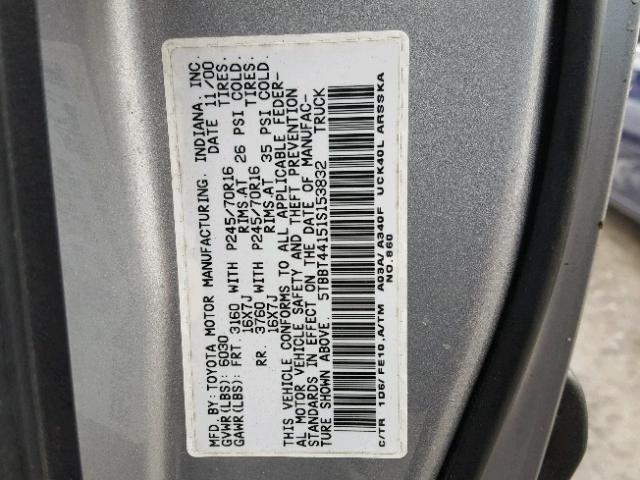 MFD. BY: TOYOTA MOTOR MANUFACTURING, INDIANA, INC.
GVWR(LBS): 6030 DATE 11/00
GAWR(LBS): FRT. 3160 WITH P245/70R16 TIRES.
16X7J RIMS.AT 26 PSI COLD.
RR. 3760 WITH P245/70R16 TIRES.
16X7J RIMS.AT 35 PSI COLD.
THIS VEHICLE CONFORMS TO ALL APPLICABLE FEDER-
AL MOTOR VEHICLE SAFETY AND THEFT PREVENTION
STANDARDS IN EFFECT ON THE DATE OF MANUFAC-
TURE SHOWN ABOVE. 5TBBT44151S153832 TRUCK
C/TR 1D6/FE10,A/TM A03A/A340F UCK40L ARSSKA
NO.860